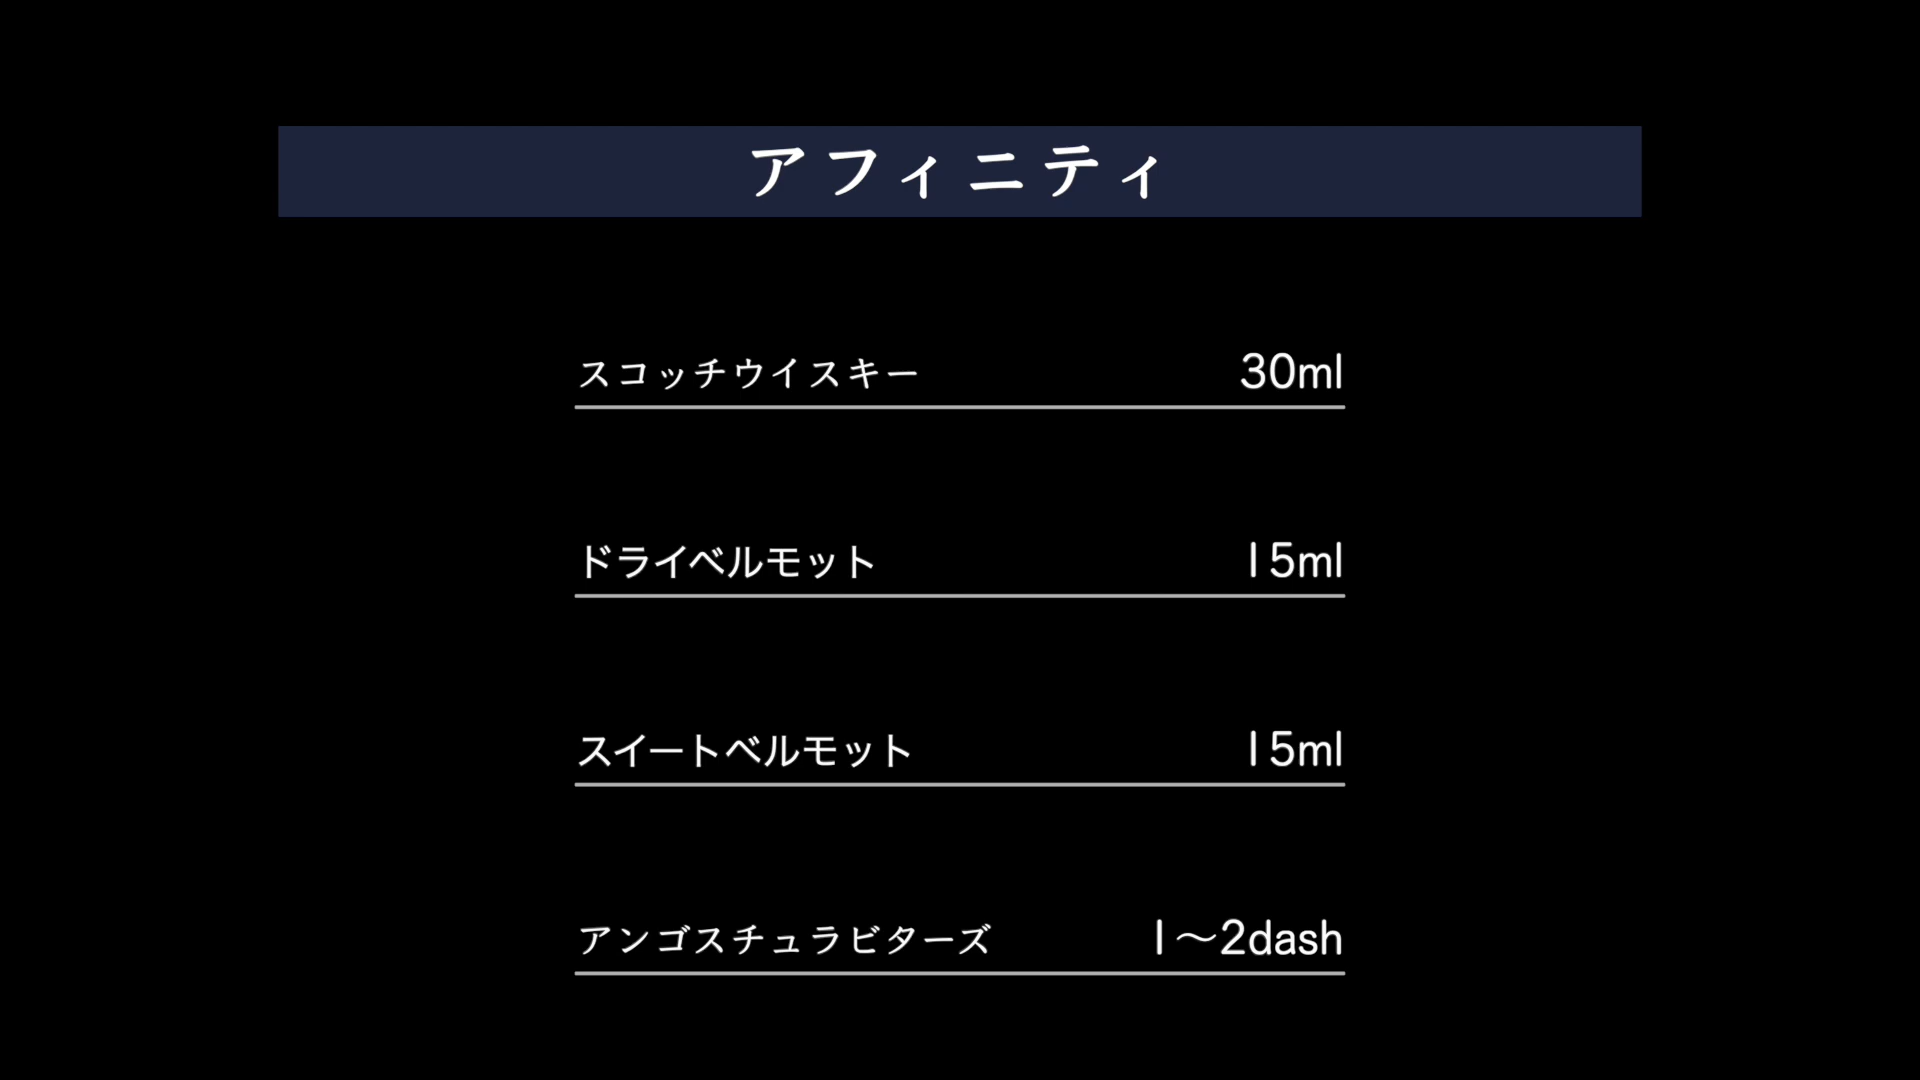 アフィニティ
スコッチウイスキー 30ml
ドライベルモット 15ml
スイートベルモット 15ml
アンゴスチュラビターズ 1〜2dash